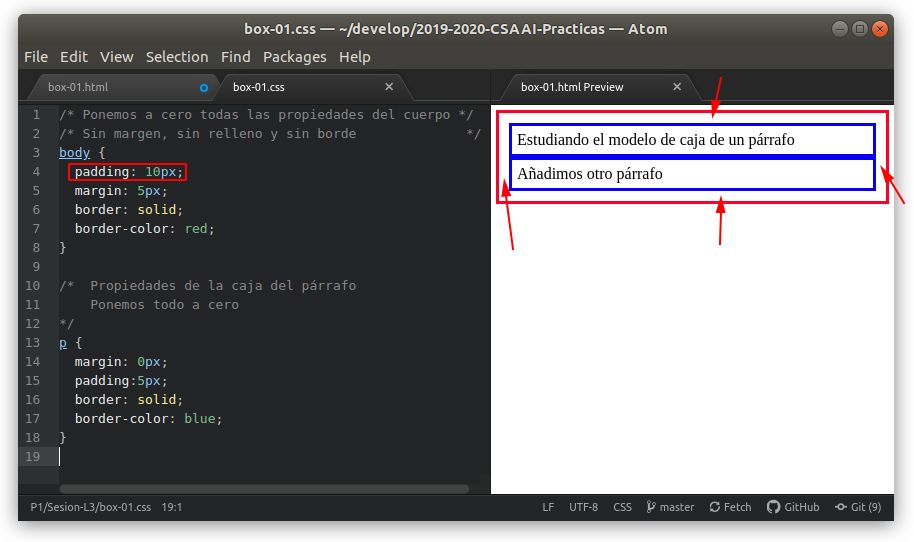 box-01.css — ~/develop/2019-2020-CSAAI-Practicas — Atom
File Edit View Selection Find Packages Help
box-01.html
box-01.css
box-01.html Preview
1 /* Ponemos a cero todas las propiedades del cuerpo */
2 /* Sin margen, sin relleno y sin borde */
3 body {
4 padding: 10px;
5 margin: 5px;
6 border: solid;
7 border-color: red;
8 }
9
10 /* Propiedades de la caja del párrafo
11 Ponemos todo a cero
12 */
13 p {
14 margin: 0px;
15 padding:5px;
16 border: solid;
17 border-color: blue;
18 }
19
Estudiando el modelo de caja de un párrafo
Añadimos otro párrafo
P1/Sesion-L3/box-01.css 19:1 LF UTF-8 CSS master Fetch GitHub Git (9)